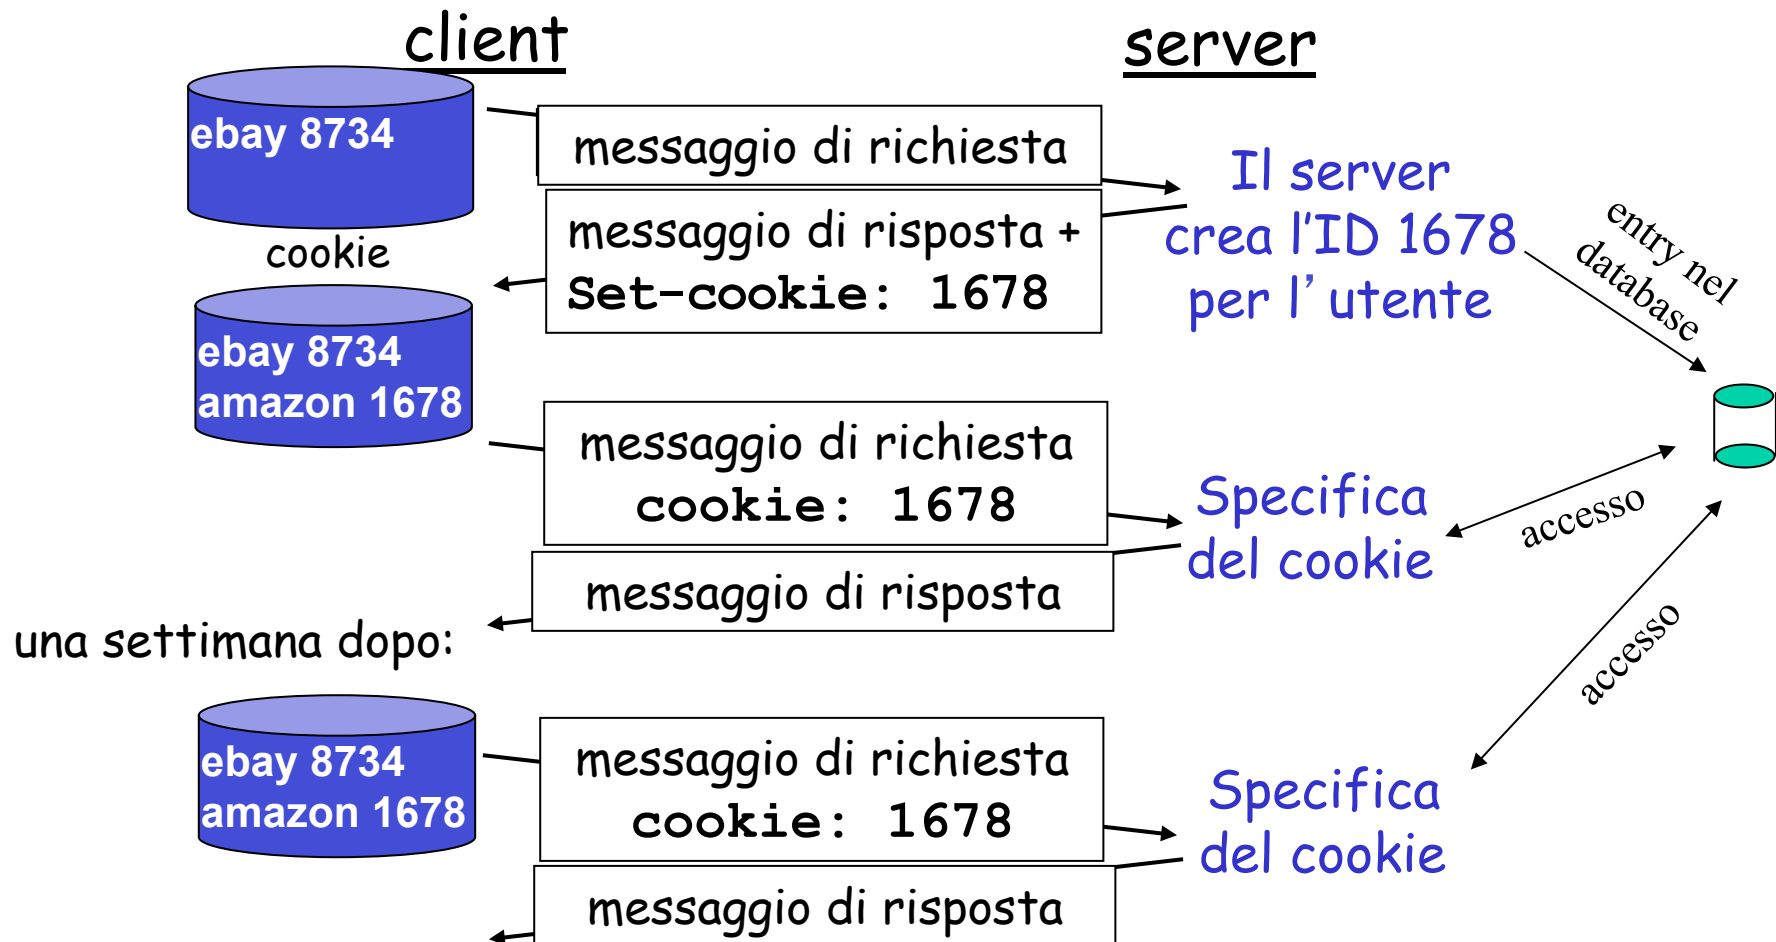 client
server
ebay 8734
messaggio di richiesta
Il server
crea l'ID 1678
per l’utente
messaggio di risposta +
Set-cookie: 1678
entry nel
database
cookie
ebay 8734
amazon 1678
messaggio di richiesta
cookie: 1678
Specifica
del cookie
accesso
messaggio di risposta
una settimana dopo:
accesso
ebay 8734
amazon 1678
messaggio di richiesta
cookie: 1678
Specifica
del cookie
messaggio di risposta